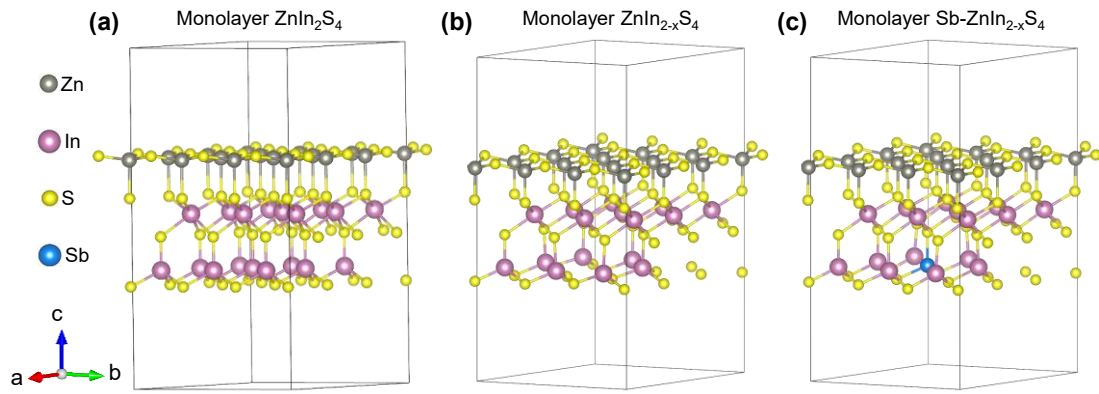 (a) Monolayer ZnIn₂S₄
(b) Monolayer ZnIn₂₋ₓS₄
(c) Monolayer Sb-ZnIn₂₋ₓS₄
Zn
In
S
Sb
c
a
b